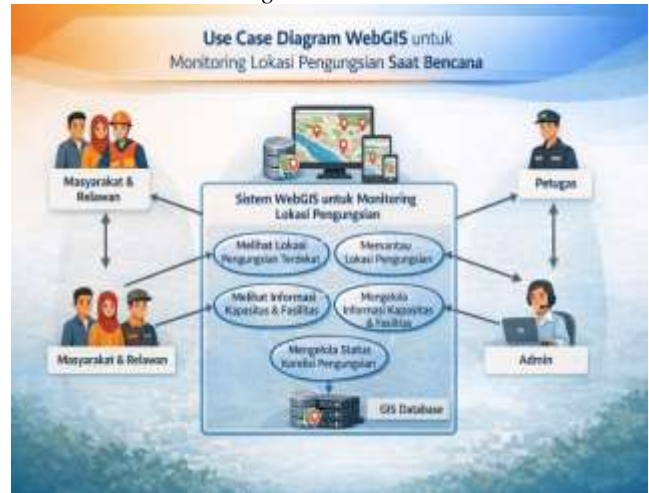 Use Case Diagram WebGIS untuk
Monitoring Lokasi Pengungsian Saat Bencana
Masyarakat &
Relawan
Petugas
Sistem WebGIS untuk Monitoring
Lokasi Pengungsian
Melihat Lokasi
Pengungsian Terdekat
Memantau
Lokasi Pengungsian
Melihat Informasi
Kapasitas & Fasilitas
Mengelola
Informasi Kapasitas
& Fasilitas
Masyarakat & Relawan
Admin
Mengelola Status
Kondisi Pengungsian
GIS Database